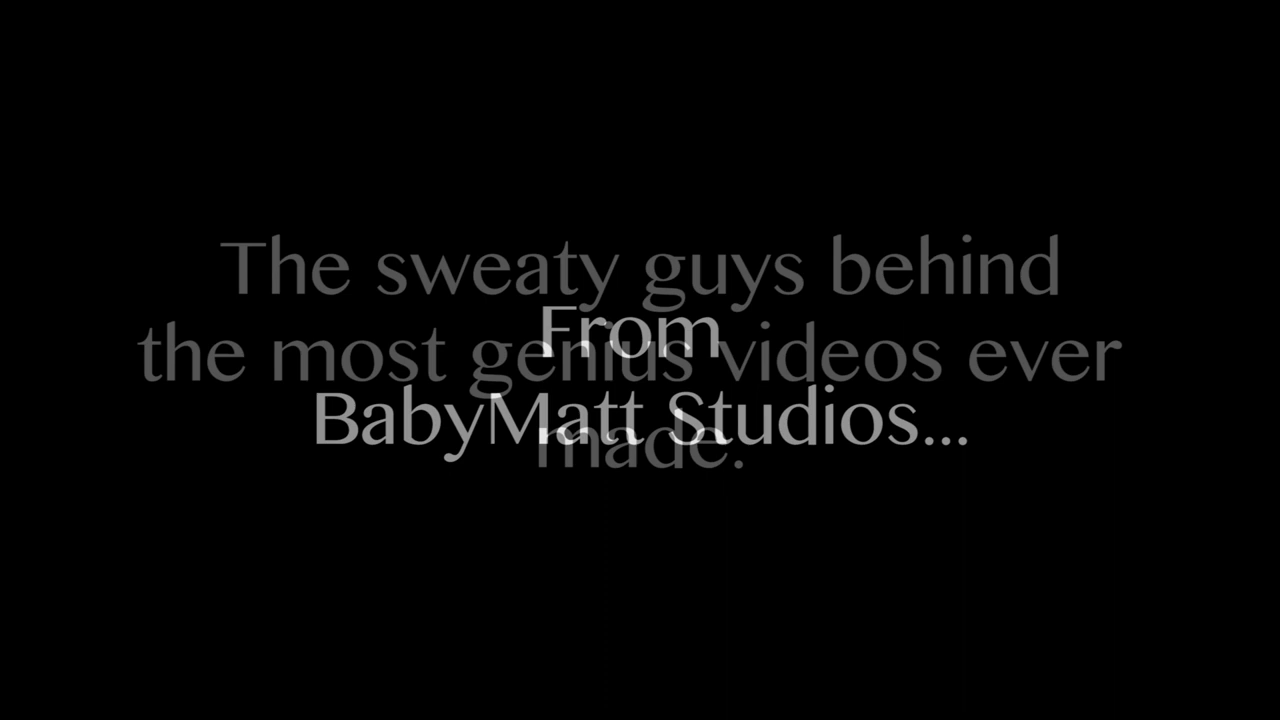 The sweaty guys behind
the most genius videos ever
made.
From
BabyMatt Studios...